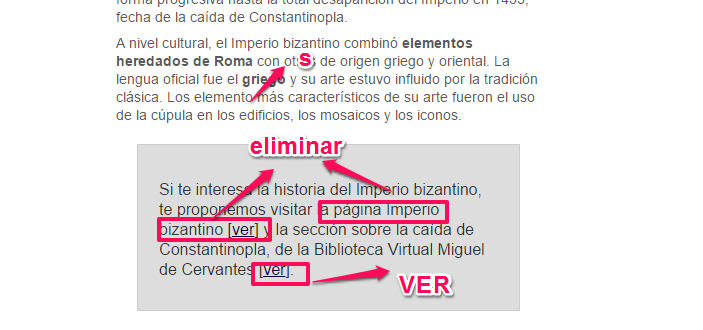 forma progresiva hasta la total desaparición del Imperio en 1453,
fecha de la caída de Constantinopla.
A nivel cultural, el Imperio bizantino combinó elementos
heredados de Roma con otros de origen griego y oriental. La
s
lengua oficial fue el griego y su arte estuvo influido por la tradición
clásica. Los elemento más característicos de su arte fueron el uso
de la cúpula en los edificios, los mosaicos y los iconos.
eliminar
Si te interesa la historia del Imperio bizantino,
te proponemos visitar la página Imperio
bizantino [ver] y la sección sobre la caída de
Constantinopla, de la Biblioteca Virtual Miguel
de Cervantes [ver].
VER